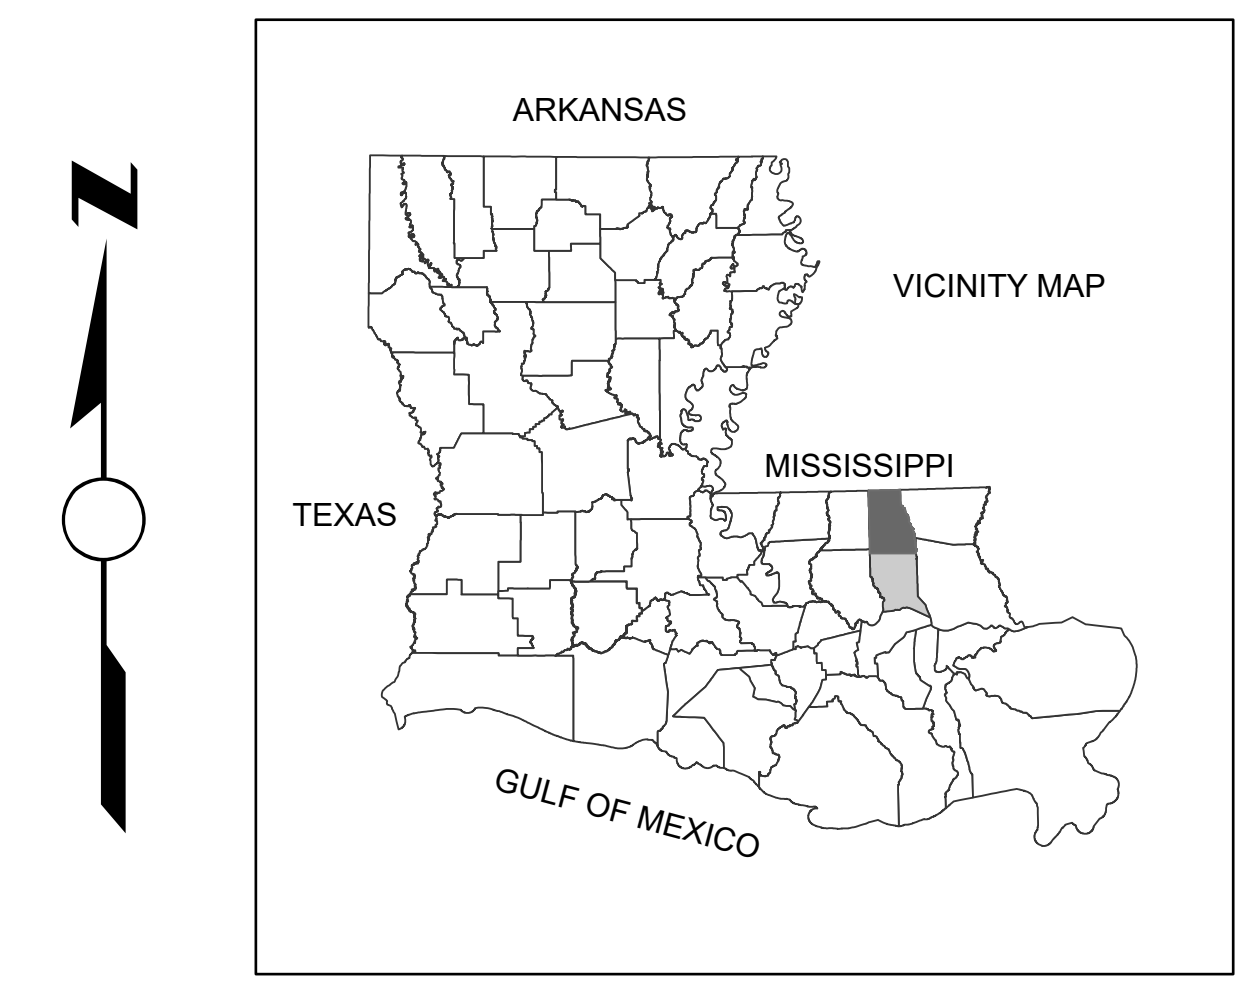 ARKANSAS
N
VICINITY MAP
MISSISSIPPI
TEXAS
GULF OF MEXICO